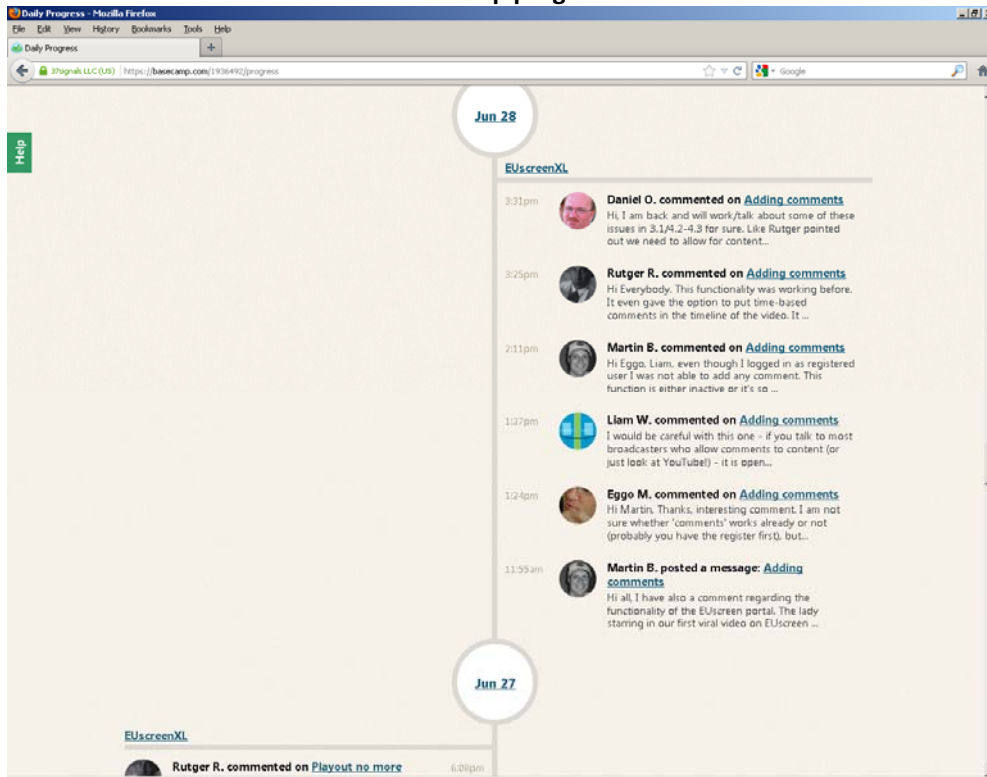 Daily Progress - Mozilla Firefox
File Edit View History Bookmarks Tools Help
Daily Progress
37signals LLC (US) https://basecamp.com/1936492/progress
Google
Help
Jun 28
EUscreenXL
3:31pm
Daniel O. commented on Adding comments
Hi, I am back and will work/talk about some of these
issues in 3.1/4.2-4.3 for sure. Like Rutger pointed
out we need to allow for content...
3:25pm
Rutger R. commented on Adding comments
Hi Everybody. This functionality was working before.
It even gave the option to put time-based
comments in the timeline of the video. It ...
2:11pm
Martin B. commented on Adding comments
Hi Eggo, Liam, even though I logged in as registered
user I was not able to add any comment. This
function is either inactive or it's so ...
1:27pm
Liam W. commented on Adding comments
I would be careful with this one - if you talk to most
broadcasters who allow comments to content (or
just look at YouTube!) - it is open...
1:24pm
Eggo M. commented on Adding comments
Hi Martin, Thanks, interesting comment. I am not
sure whether 'comments' works already or not
(probably you have the register first), but...
11:55am
Martin B. posted a message: Adding
comments
Hi all, I have also a comment regarding the
functionality of the EUscreen portal. The lady
starring in our first viral video on EUscreen ...
Jun 27
EUscreenXL
Rutger R. commented on Playout no more
6:08pm